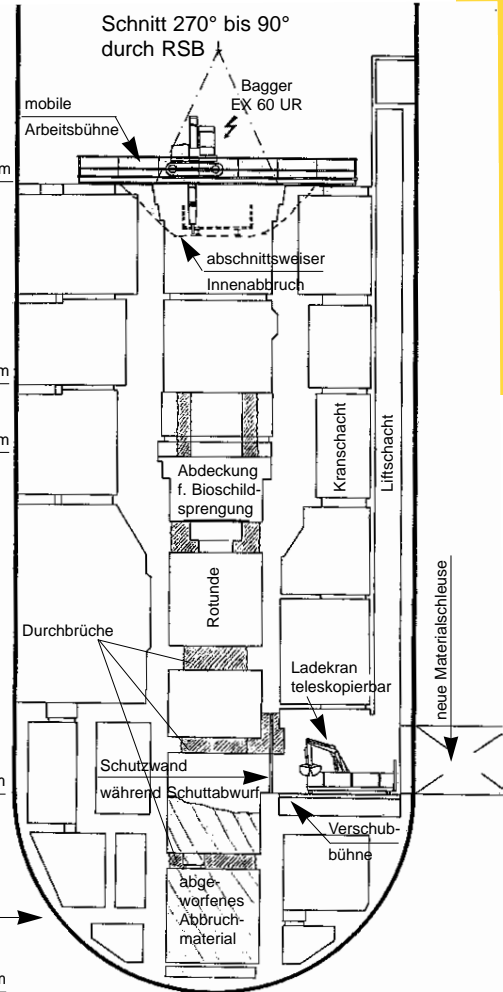 Schnitt 270° bis 90°
durch RSB
Bagger
EX 60 UR
mobile
Arbeitsbühne
m
abschnittsweiser
Innenabbruch
m
m
Kranschacht
Liftschacht
Abdeckung
f. Bioschild-
sprengung
Rotunde
Durchbrüche
neue Materialschleuse
Ladekran
teleskopierbar
Schutzwand
während Schuttabwurf
m
Verschub-
bühne
abge-
worfenes
Abbruch-
material
m